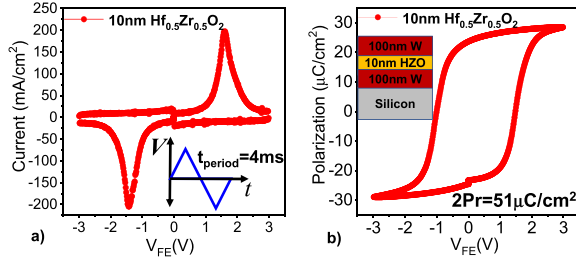 10nm Hf0.5Zr0.5O2
Current (mA/cm²)
200
150
100
50
0
-50
-100
-150
-200
V
tperiod=4ms
t
-3 -2 -1 0 1 2 3
a)
VFE(V)
10nm Hf0.5Zr0.5O2
Polarization (μC/cm²)
30
20
10
0
-10
-20
-30
100nm W
10nm HZO
100nm W
Silicon
2Pr=51μC/cm²
-3 -2 -1 0 1 2 3
b)
VFE(V)